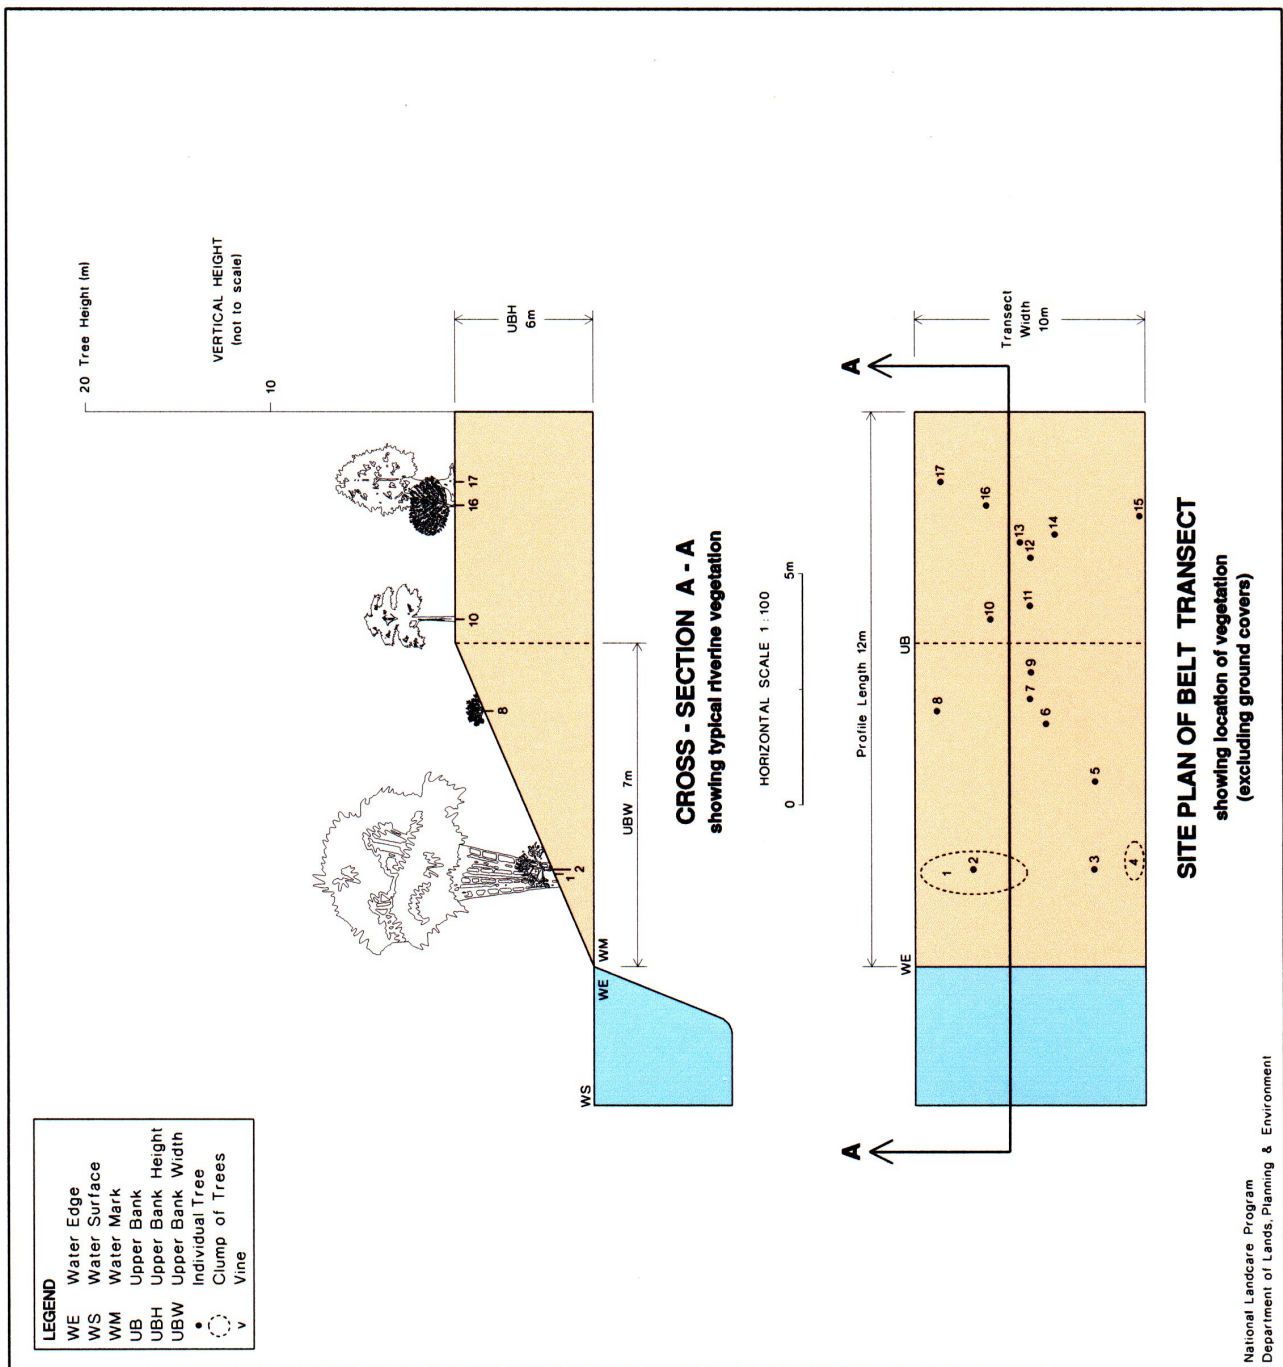 LEGEND
WE Water Edge
WS Water Surface
WM Water Mark
UB Upper Bank
UBH Upper Bank Height
UBW Upper Bank Width
Individual Tree
Clump of Trees
v Vine
20 Tree Height (m)
VERTICAL HEIGHT
(not to scale)
10
UBH
6m
WS
WE
WM
1
2
8
10
16
17
UBW 7m
CROSS - SECTION A - A
showing typical riverine vegetation
HORIZONTAL SCALE 1 : 100
0
5m
A
A
Profile Length 12m
WE
UB
Transect
Width
10m
1
2
3
4
5
6
7
8
9
10
11
12
13
14
15
16
17
SITE PLAN OF BELT TRANSECT
showing location of vegetation
(excluding ground covers)
National Landcare Program
Department of Lands, Planning & Environment